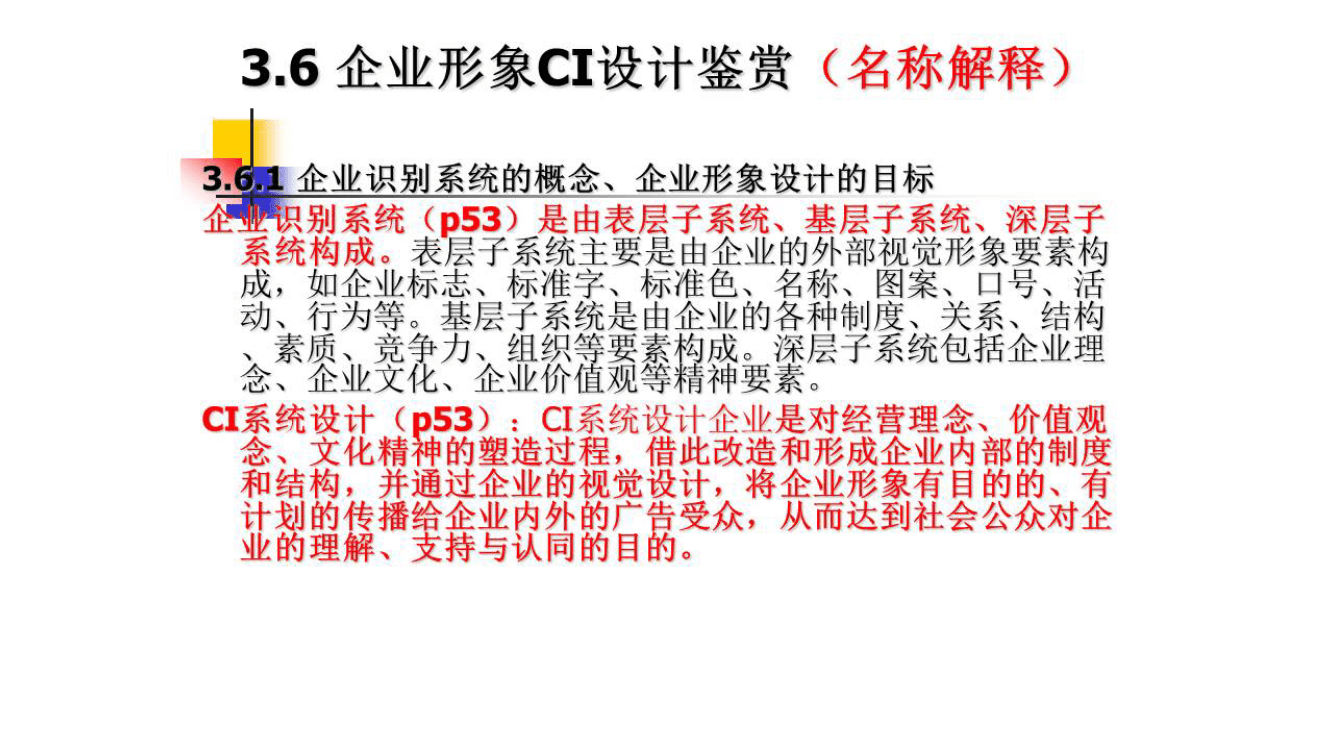 3.6 企业形象CI设计鉴赏（名称解释）
3.6.1 企业识别系统的概念、企业形象设计的目标
企业识别系统（p53）是由表层子系统、基层子系统、深层子
系统构成。表层子系统主要是由企业的外部视觉形象要素构
成，如企业标志、标准字、标准色、名称、图案、口号、活
动、行为等。基层子系统是由企业的各种制度、关系、结构
、素质、竞争力、组织等要素构成。深层子系统包括企业理
念、企业文化、企业价值观等精神要素。
CI系统设计（p53）：CI系统设计企业是对经营理念、价值观
念、文化精神的塑造过程，借此改造和形成企业内部的制度
和结构，并通过企业的视觉设计，将企业形象有目的的、有
计划的传播给企业内外的广告受众，从而达到社会公众对企
业的理解、支持与认同的目的。